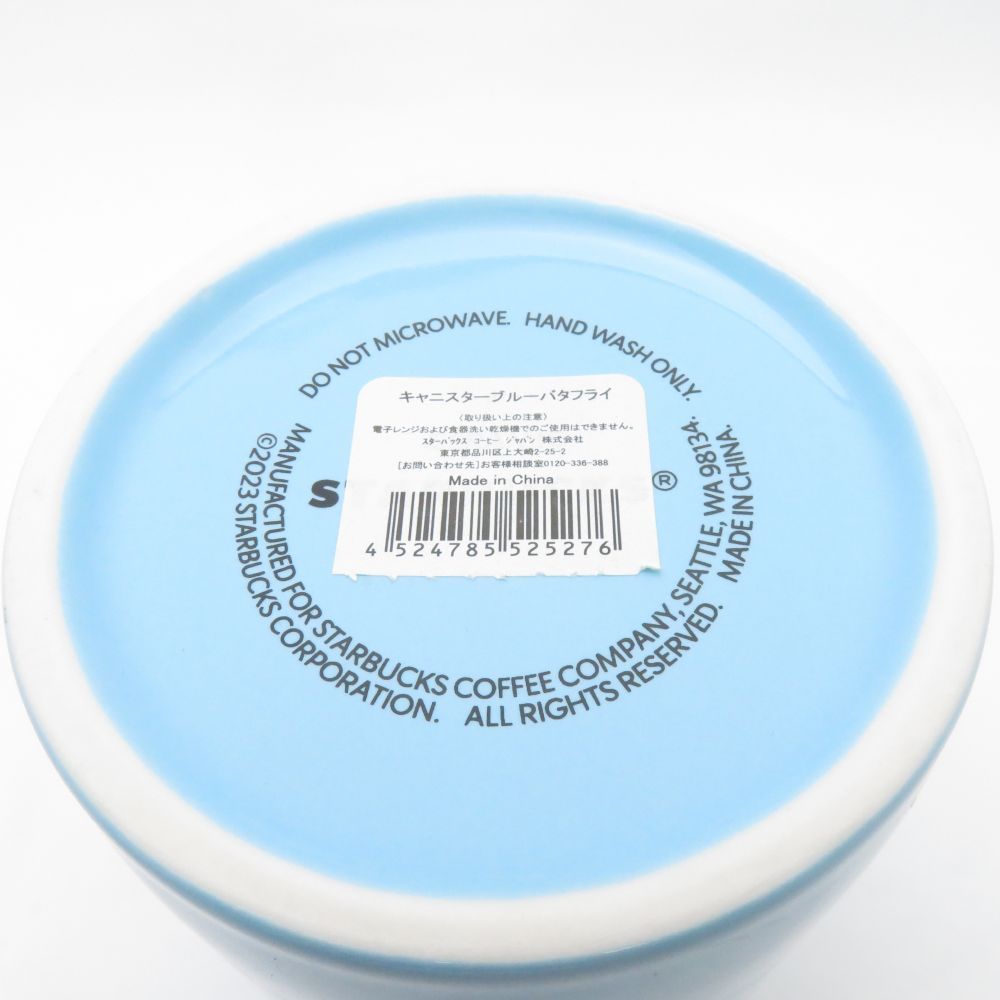 DO NOT MICROWAVE. HAND WASH ONLY.
キャニスターブルーバタフライ
〈取り扱い上の注意〉
電子レンジおよび食器洗い乾燥機でのご使用はできません。
スターバックス コーヒー ジャパン 株式会社
東京都品川区上大崎2-25-2
[お問い合わせ先]お客様相談室0120-336-388
Made in China
4 524785 525276
S ®
MANUFACTURED FOR STARBUCKS COFFEE COMPANY, SEATTLE, WA 98134.
©2023 STARBUCKS CORPORATION. ALL RIGHTS RESERVED. MADE IN CHINA.